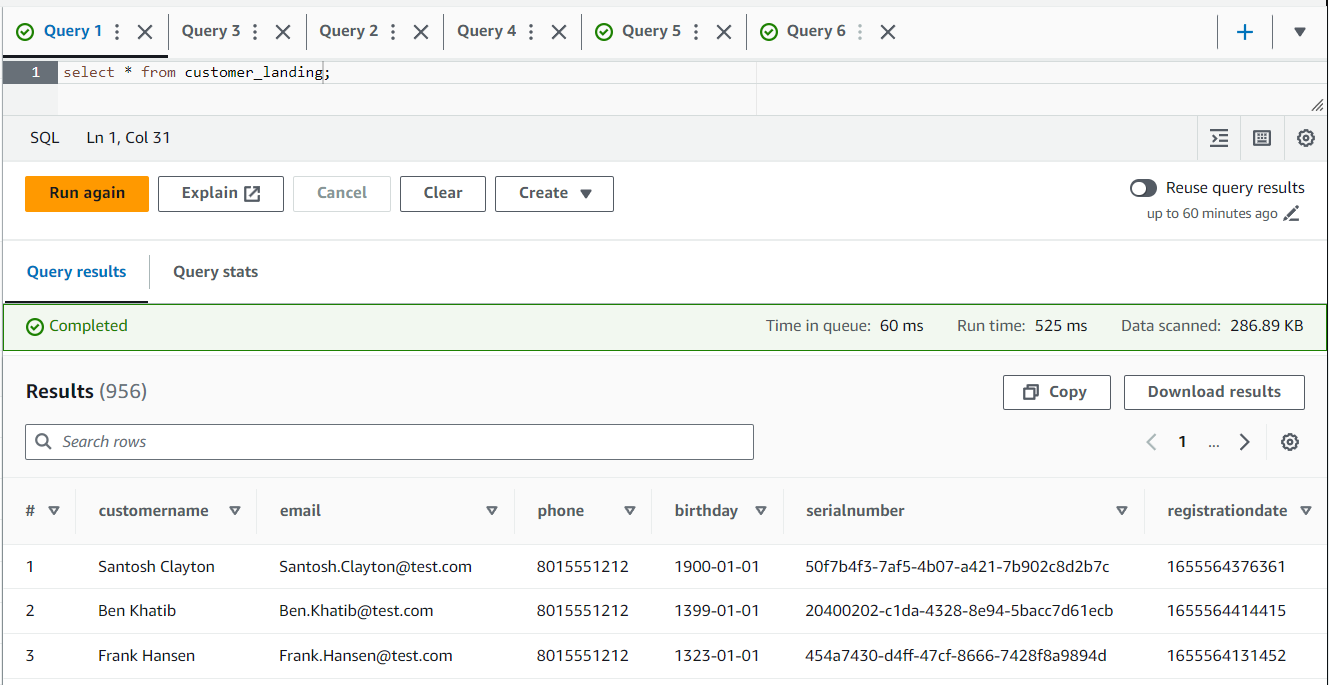 Query 1 Query 3 Query 2 Query 4 Query 5 Query 6
1 select * from customer_landing;
SQL Ln 1, Col 31
Run again Explain Cancel Clear Create Reuse query results
up to 60 minutes ago
Query results Query stats
Completed Time in queue: 60 ms Run time: 525 ms Data scanned: 286.89 KB
Results (956) Copy Download results
Search rows 1 ...
# customername email phone birthday serialnumber registrationdate
1 Santosh Clayton Santosh.Clayton@test.com 8015551212 1900-01-01 50f7b4f3-7af5-4b07-a421-7b902c8d2b7c 1655564376361
2 Ben Khatib Ben.Khatib@test.com 8015551212 1399-01-01 20400202-c1da-4328-8e94-5bacc7d61ecb 1655564414415
3 Frank Hansen Frank.Hansen@test.com 8015551212 1323-01-01 454a7430-d4ff-47cf-8666-7428f8a9894d 1655564131452